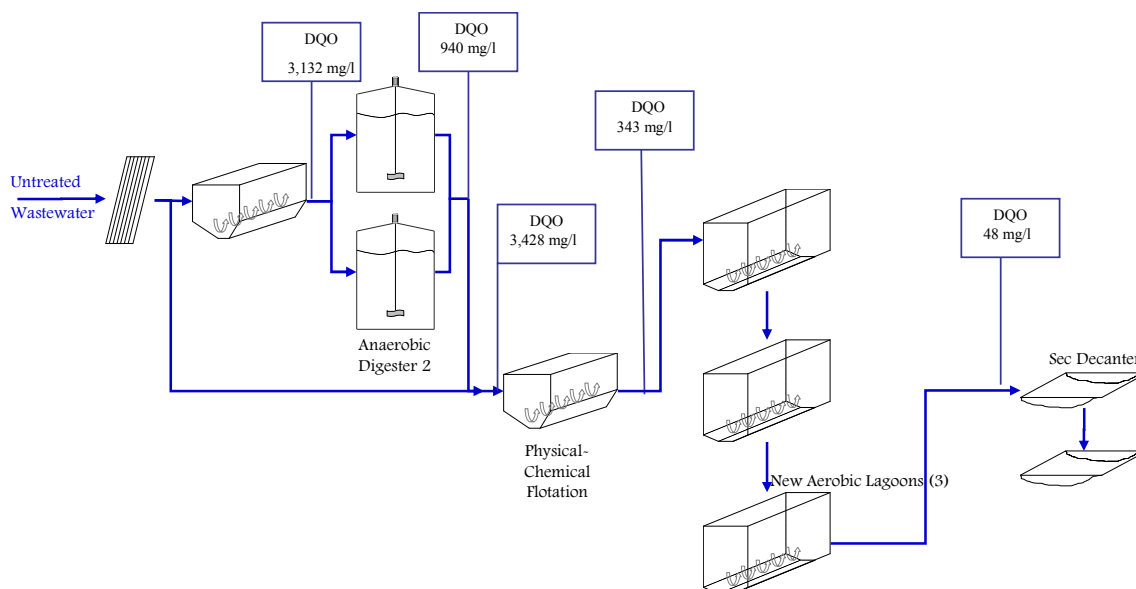 DQO
3,132 mg/l
DQO
940 mg/l
DQO
343 mg/l
Untreated
Wastewater
DQO
3,428 mg/l
DQO
48 mg/l
Anaerobic
Digester 2
Sec Decanter
Physical-
Chemical
Flotation
New Aerobic Lagoons (3)